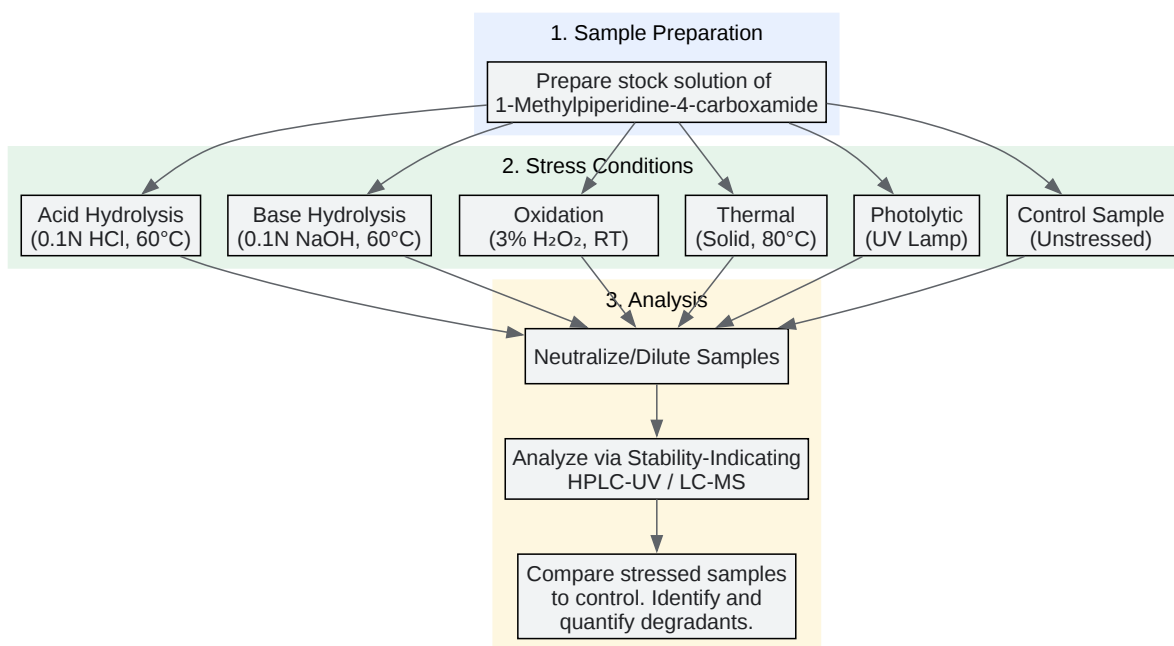 1. Sample Preparation
Prepare stock solution of
1-Methylpiperidine-4-carboxamide
2. Stress Conditions
Acid Hydrolysis
(0.1N HCl, 60°C)
Base Hydrolysis
(0.1N NaOH, 60°C)
Oxidation
(3% H₂O₂, RT)
Thermal
(Solid, 80°C)
Photolytic
(UV Lamp)
Control Sample
(Unstressed)
3. Analysis
Neutralize/Dilute Samples
Analyze via Stability-Indicating
HPLC-UV / LC-MS
Compare stressed samples
to control. Identify and
quantify degradants.